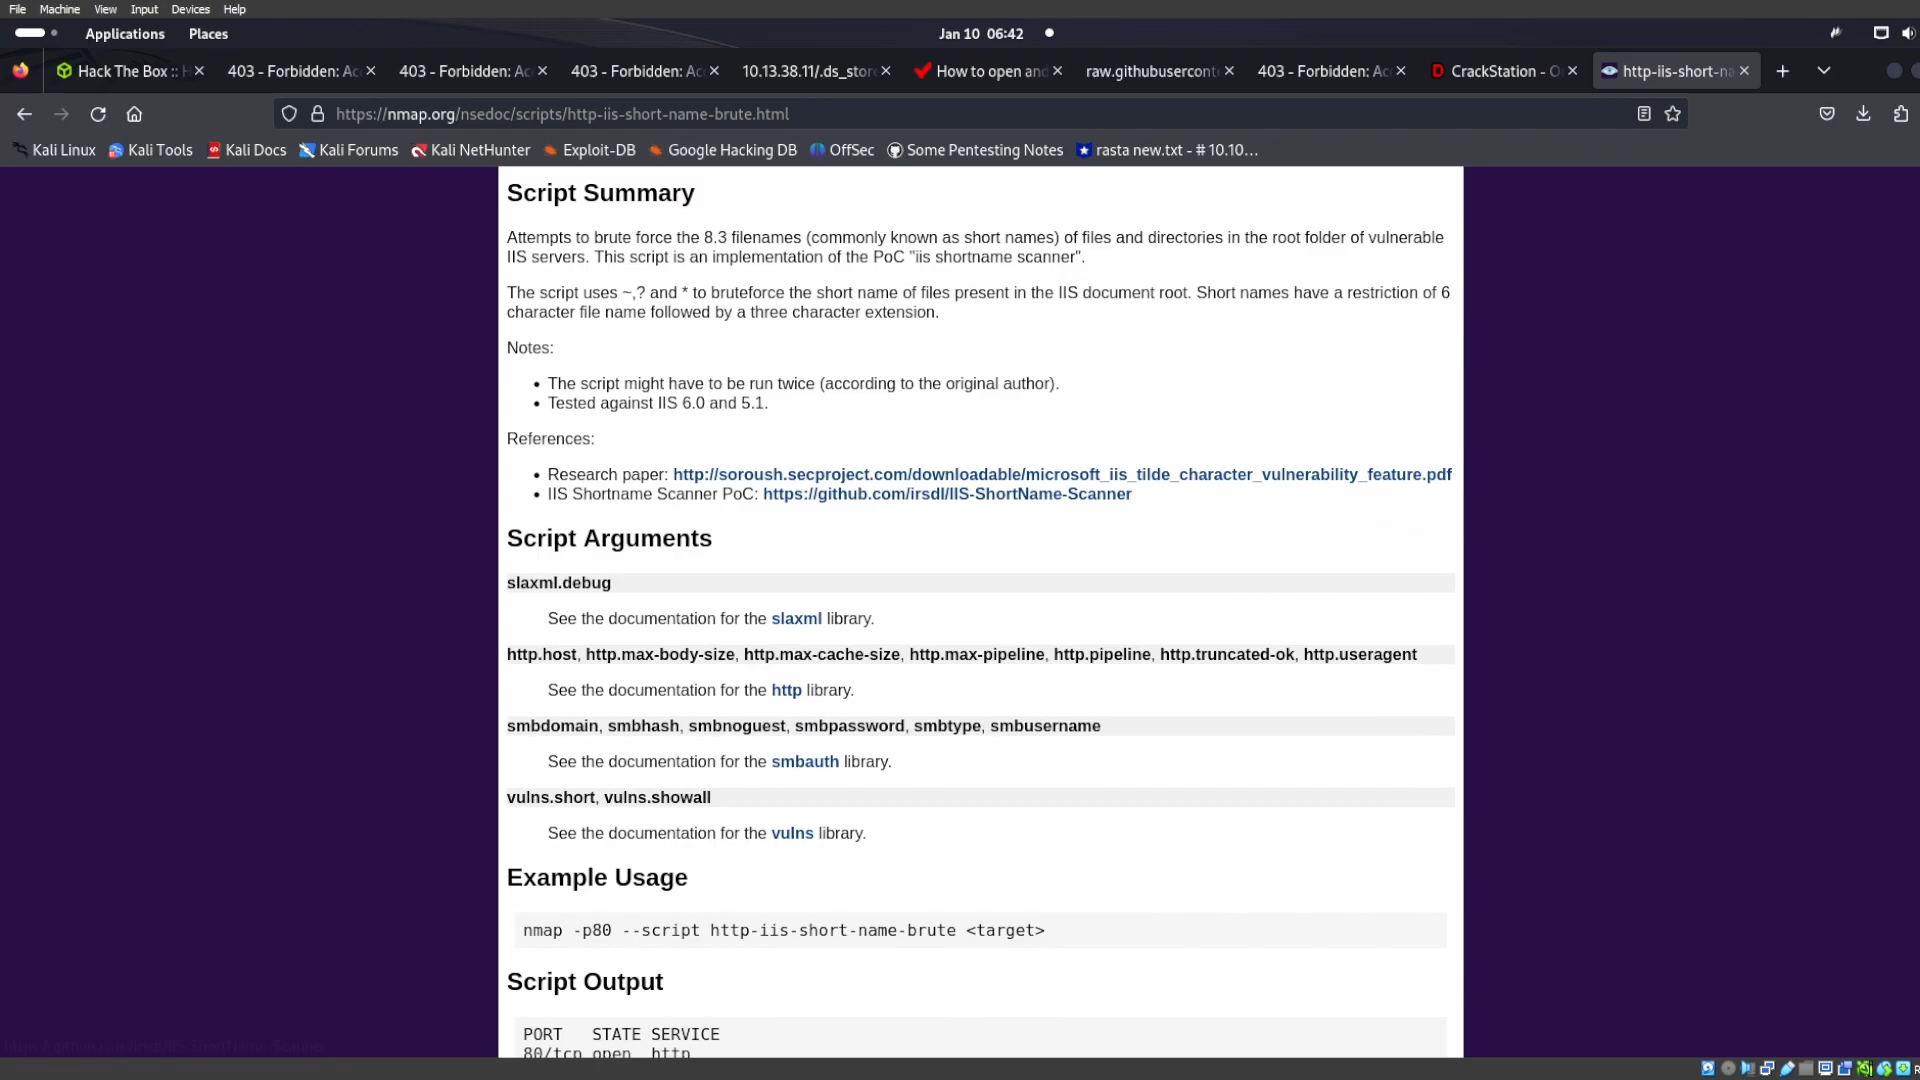 File Machine View Input Devices Help
Applications Places Jan 10 06:42
Hack The Box :: H 403 - Forbidden: Ac 403 - Forbidden: Ac 403 - Forbidden: Ac 10.13.38.11/.ds_store How to open and raw.githubusercont 403 - Forbidden: Ac CrackStation - O http-iis-short-na
https://nmap.org/nsedoc/scripts/http-iis-short-name-brute.html
Kali Linux Kali Tools Kali Docs Kali Forums Kali NetHunter Exploit-DB Google Hacking DB OffSec Some Pentesting Notes rasta new.txt - # 10.10...
Script Summary
Attempts to brute force the 8.3 filenames (commonly known as short names) of files and directories in the root folder of vulnerable
IIS servers. This script is an implementation of the PoC "iis shortname scanner".
The script uses ~,? and * to bruteforce the short name of files present in the IIS document root. Short names have a restriction of 6
character file name followed by a three character extension.
Notes:
• The script might have to be run twice (according to the original author).
• Tested against IIS 6.0 and 5.1.
References:
• Research paper: http://soroush.secproject.com/downloadable/microsoft_iis_tilde_character_vulnerability_feature.pdf
• IIS Shortname Scanner PoC: https://github.com/irsdl/IIS-ShortName-Scanner
Script Arguments
slaxml.debug
See the documentation for the slaxml library.
http.host, http.max-body-size, http.max-cache-size, http.max-pipeline, http.pipeline, http.truncated-ok, http.useragent
See the documentation for the http library.
smbdomain, smbhash, smbnoguest, smbpassword, smbtype, smbusername
See the documentation for the smbauth library.
vulns.short, vulns.showall
See the documentation for the vulns library.
Example Usage
nmap -p80 --script http-iis-short-name-brute <target>
Script Output
PORT STATE SERVICE
80/tcp open http